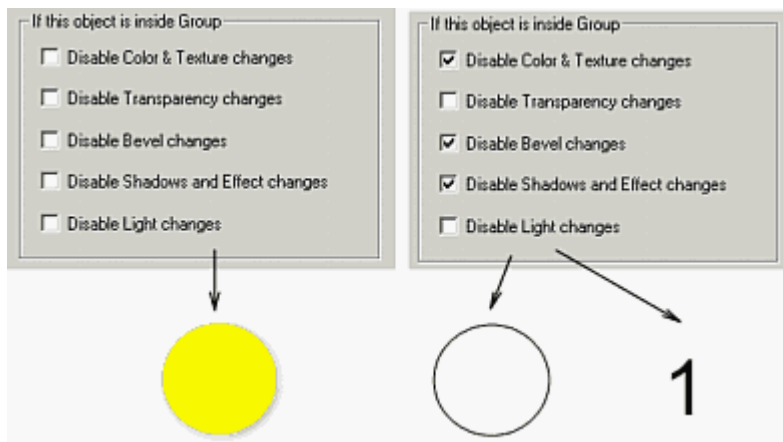 If this object is inside Group
Disable Color & Texture changes
Disable Transparency changes
Disable Bevel changes
Disable Shadows and Effect changes
Disable Light changes
If this object is inside Group
Disable Color & Texture changes
Disable Transparency changes
Disable Bevel changes
Disable Shadows and Effect changes
Disable Light changes
1